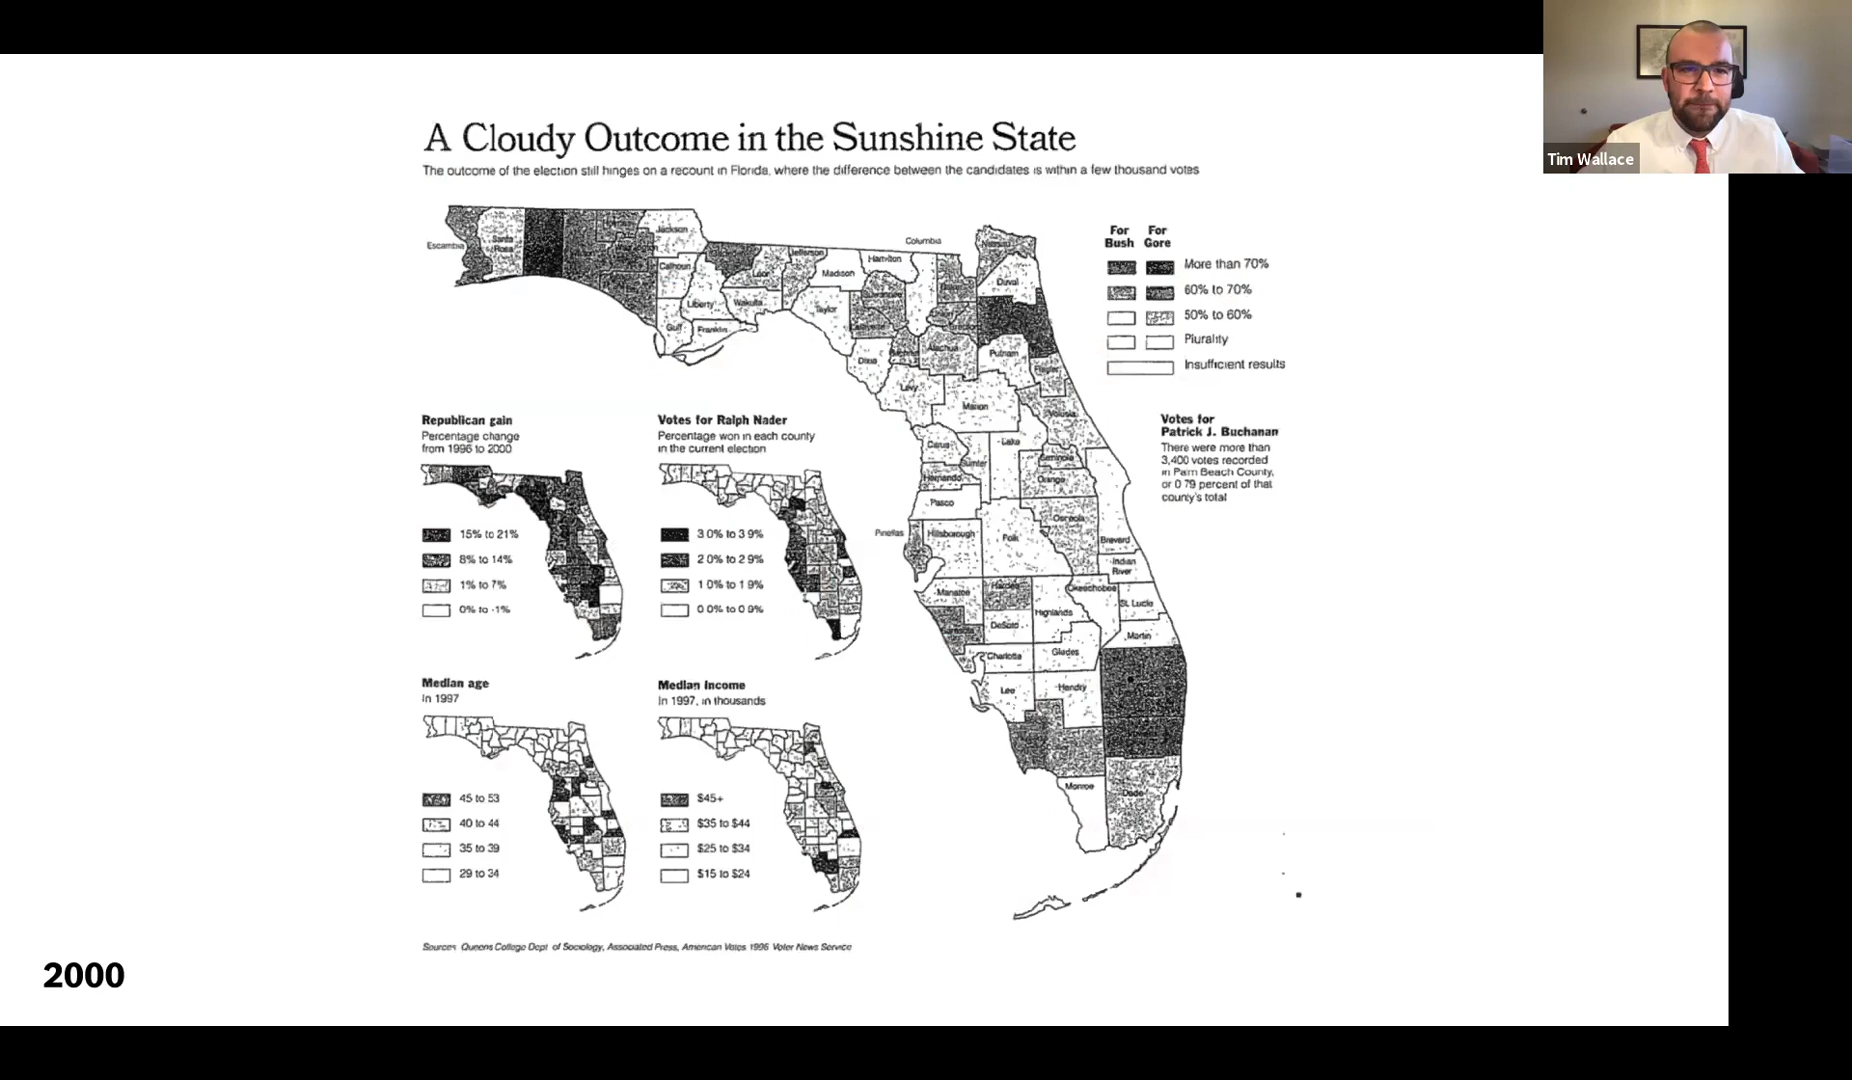 Tim Wallace
A Cloudy Outcome in the Sunshine State
The outcome of the election still hinges on a recount in Florida, where the difference between the candidates is within a few thousand votes
For Bush
For Gore
More than 70%
60% to 70%
50% to 60%
Plurality
Insufficient results
Escambia
Santa Rosa
Jackson
Calhoun
Gulf
Liberty
Franklin
Wakulla
Leon
Jefferson
Madison
Taylor
Hamilton
Columbia
Nassau
Duval
Dixie
Alachua
Putnam
Flagler
Levy
Marion
Volusia
Citrus
Lake
Sumter
Seminole
Hernando
Orange
Pasco
Osceola
Pinellas
Hillsborough
Polk
Brevard
Indian River
Manatee
Hardee
Okeechobee
Highlands
St. Lucie
Sarasota
DeSoto
Martin
Charlotte
Glades
Lee
Hendry
Monroe
Dade
Votes for
Patrick J. Buchanan
There were more than
3,400 votes recorded
in Palm Beach County,
or 0 79 percent of that
county's total
Republican gain
Percentage change
from 1996 to 2000
15% to 21%
8% to 14%
1% to 7%
0% to -1%
Votes for Ralph Nader
Percentage won in each county
in the current election
3 0% to 3 9%
2 0% to 2 9%
1 0% to 1 9%
0 0% to 0 9%
Median age
In 1997
45 to 53
40 to 44
35 to 39
29 to 34
Median Income
In 1997, in thousands
$45+
$35 to $44
$25 to $34
$15 to $24
Sources Queens College Dept of Sociology, Associated Press, American Votes 1996 Voter News Service
2000